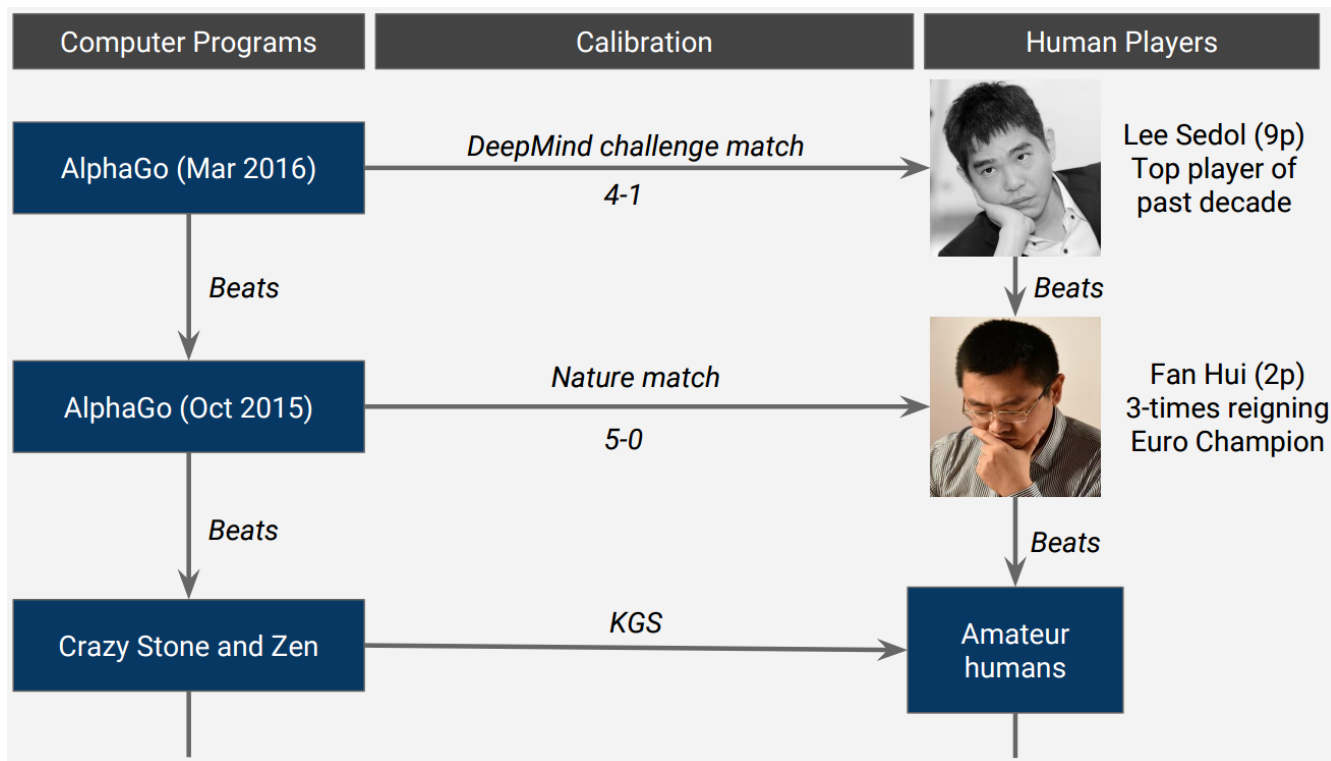 Computer Programs
Calibration
Human Players
AlphaGo (Mar 2016)
DeepMind challenge match
4-1
Lee Sedol (9p)
Top player of
past decade
Beats
Beats
AlphaGo (Oct 2015)
Nature match
5-0
Fan Hui (2p)
3-times reigning
Euro Champion
Beats
Beats
Crazy Stone and Zen
KGS
Amateur
humans